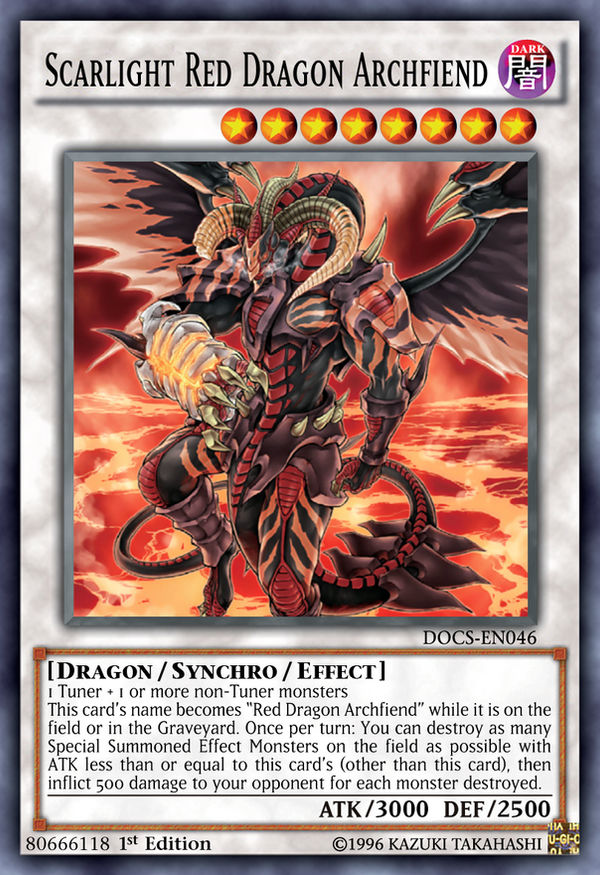 SCARLIGHT RED DRAGON ARCHFIEND
DARK
闇
DOCS-EN046
[DRAGON / SYNCHRO / EFFECT]
1 Tuner + 1 or more non-Tuner monsters
This card's name becomes "Red Dragon Archfiend" while it is on the
field or in the Graveyard. Once per turn: You can destroy as many
Special Summoned Effect Monsters on the field as possible with
ATK less than or equal to this card's (other than this card), then
inflict 500 damage to your opponent for each monster destroyed.
ATK/3000 DEF/2500
80666118 1st Edition
©1996 KAZUKI TAKAHASHI